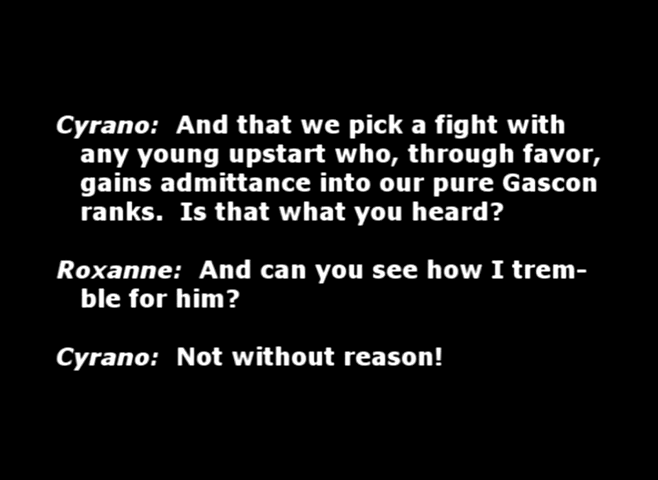 Cyrano: And that we pick a fight with
any young upstart who, through favor,
gains admittance into our pure Gascon
ranks. Is that what you heard?
Roxanne: And can you see how I trem-
ble for him?
Cyrano: Not without reason!